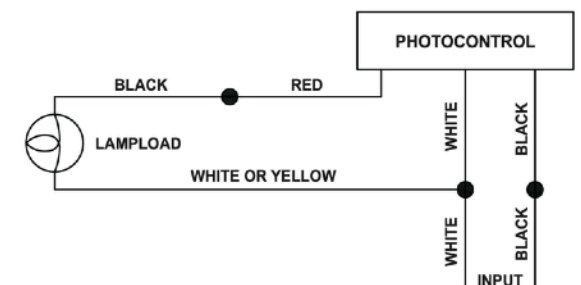 PHOTOCONTROL
BLACK
RED
WHITE
BLACK
LAMPLOAD
WHITE OR YELLOW
WHITE
BLACK
INPUT